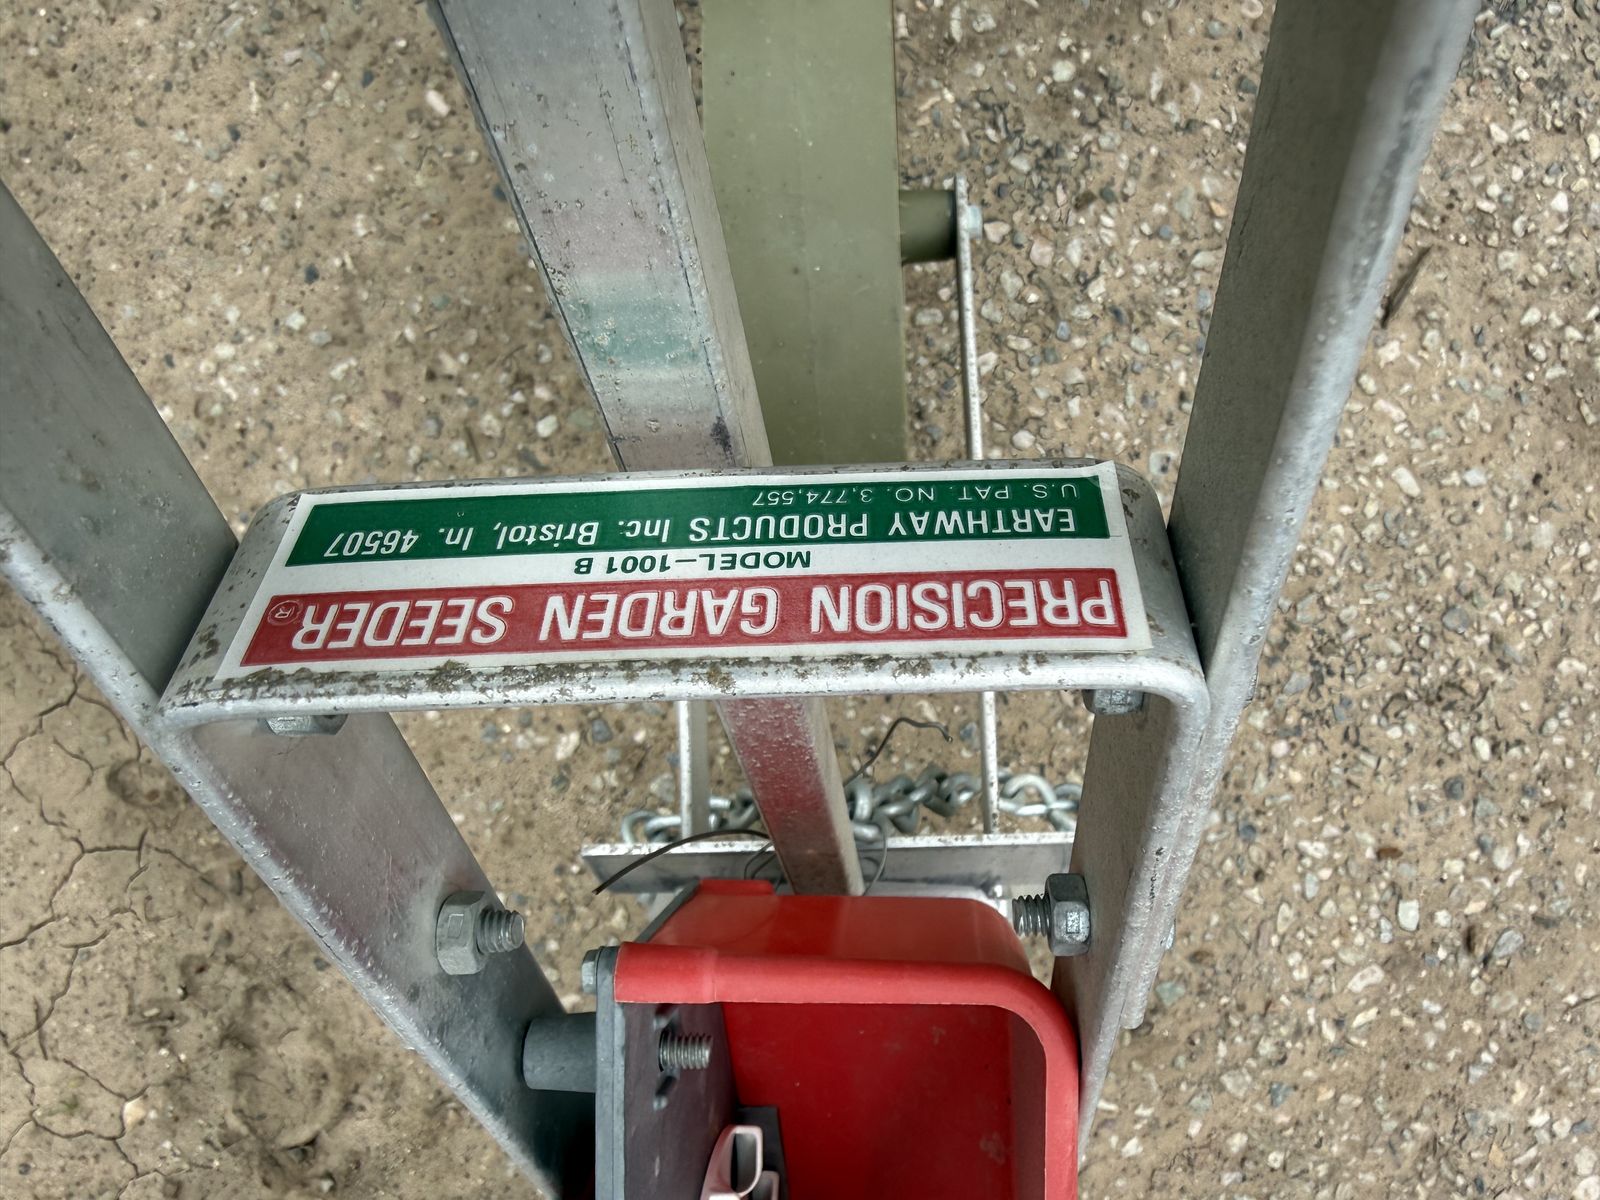 PRECISION GARDEN SEEDER ®
MODEL-1001 B
EARTHWAY PRODUCTS Inc. Bristol, In. 46507
U.S. PAT. NO. 3,774,557